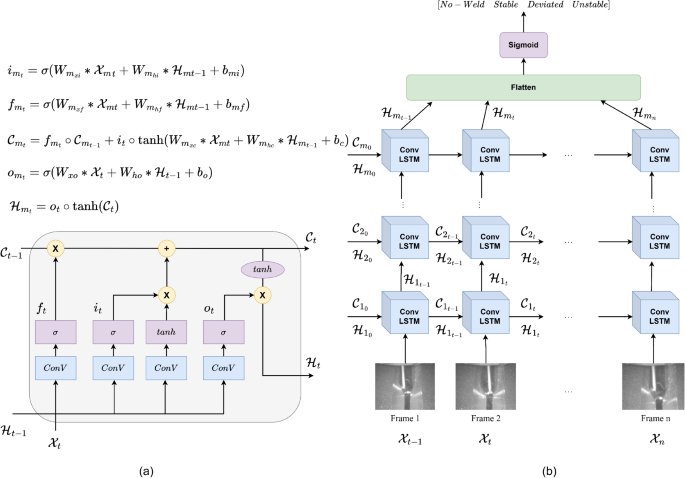 i_{m_t} = σ(W_{m_{xi}} * 𝒳_{mt} + W_{m_{hi}} * ℋ_{mt−1} + b_{mi})
f_{m_t} = σ(W_{m_{xf}} * 𝒳_{mt} + W_{m_{hf}} * ℋ_{mt−1} + b_{mf})
𝒞_{m_t} = f_{m_t} ∘ 𝒞_{m_{t−1}} + i_t ∘ tanh(W_{m_{xc}} * 𝒳_{mt} + W_{m_{hc}} * ℋ_{m_{t−1}} + b_c)
o_{m_t} = σ(W_{xo} * 𝒳_t + W_{ho} * ℋ_{t−1} + b_o)
ℋ_{m_t} = o_t ∘ tanh(𝒞_t)
𝒞_{t−1} X + 𝒞_t
tanh
X X
f_t i_t o_t
σ σ tanh σ
ConV ConV ConV ConV
ℋ_t
ℋ_{t−1}
𝒳_t
(a)
[No − Weld Stable Deviated Unstable]
Sigmoid
Flatten
ℋ_{m_{t−1}} ℋ_{m_t} ℋ_{m_n}
𝒞_{m_0} Conv LSTM Conv LSTM ... Conv LSTM
ℋ_{m_0}
... ... ...
𝒞_{2_0} Conv LSTM 𝒞_{2_{t−1}} Conv LSTM 𝒞_{2_t} ... Conv LSTM
ℋ_{2_0} ℋ_{2_{t−1}} ℋ_{2_t}
ℋ_{1_{t−1}} ℋ_{1_t}
𝒞_{1_0} Conv LSTM 𝒞_{1_{t−1}} Conv LSTM 𝒞_{1_t} ... Conv LSTM
ℋ_{1_0} ℋ_{1_{t−1}} ℋ_{1_t}
...
Frame 1 Frame 2 Frame n
𝒳_{t−1} 𝒳_t 𝒳_n
(b)